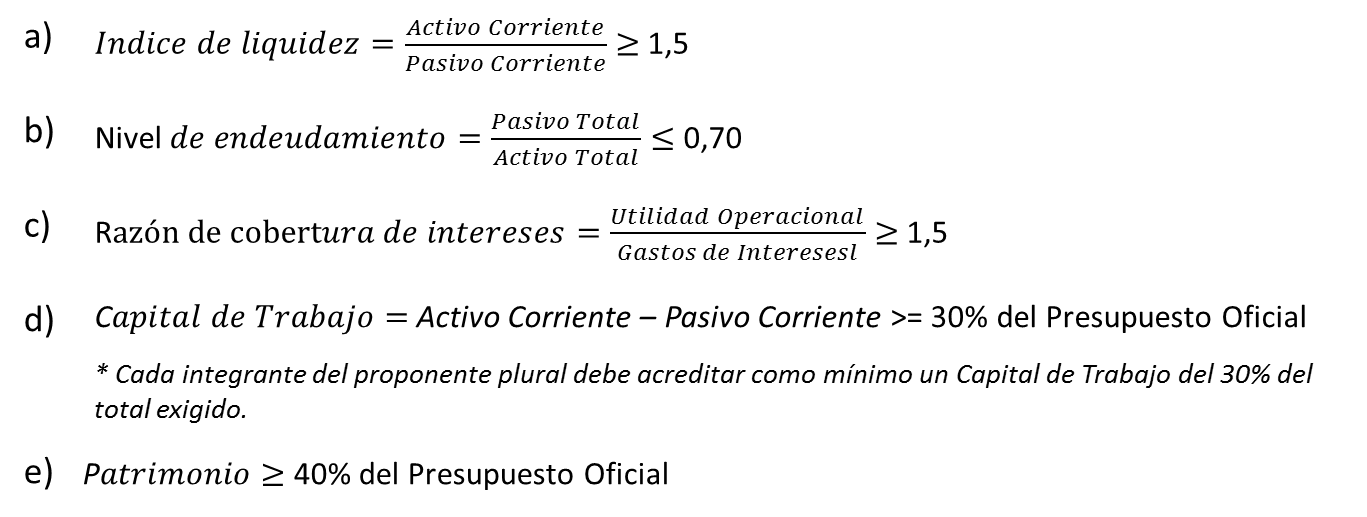 a) Indice de liquidez = Activo Corriente / Pasivo Corriente ≥ 1,5
b) Nivel de endeudamiento = Pasivo Total / Activo Total ≤ 0,70
c) Razón de cobertura de intereses = Utilidad Operacional / Gastos de Interesesl ≥ 1,5
d) Capital de Trabajo = Activo Corriente – Pasivo Corriente >= 30% del Presupuesto Oficial
* Cada integrante del proponente plural debe acreditar como mínimo un Capital de Trabajo del 30% del
total exigido.
e) Patrimonio ≥ 40% del Presupuesto Oficial